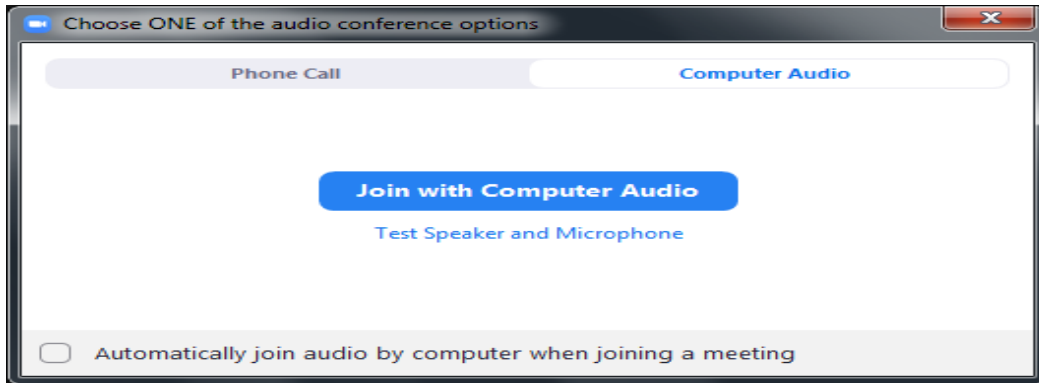 Choose ONE of the audio conference options
Phone Call
Computer Audio
Join with Computer Audio
Test Speaker and Microphone
Automatically join audio by computer when joining a meeting